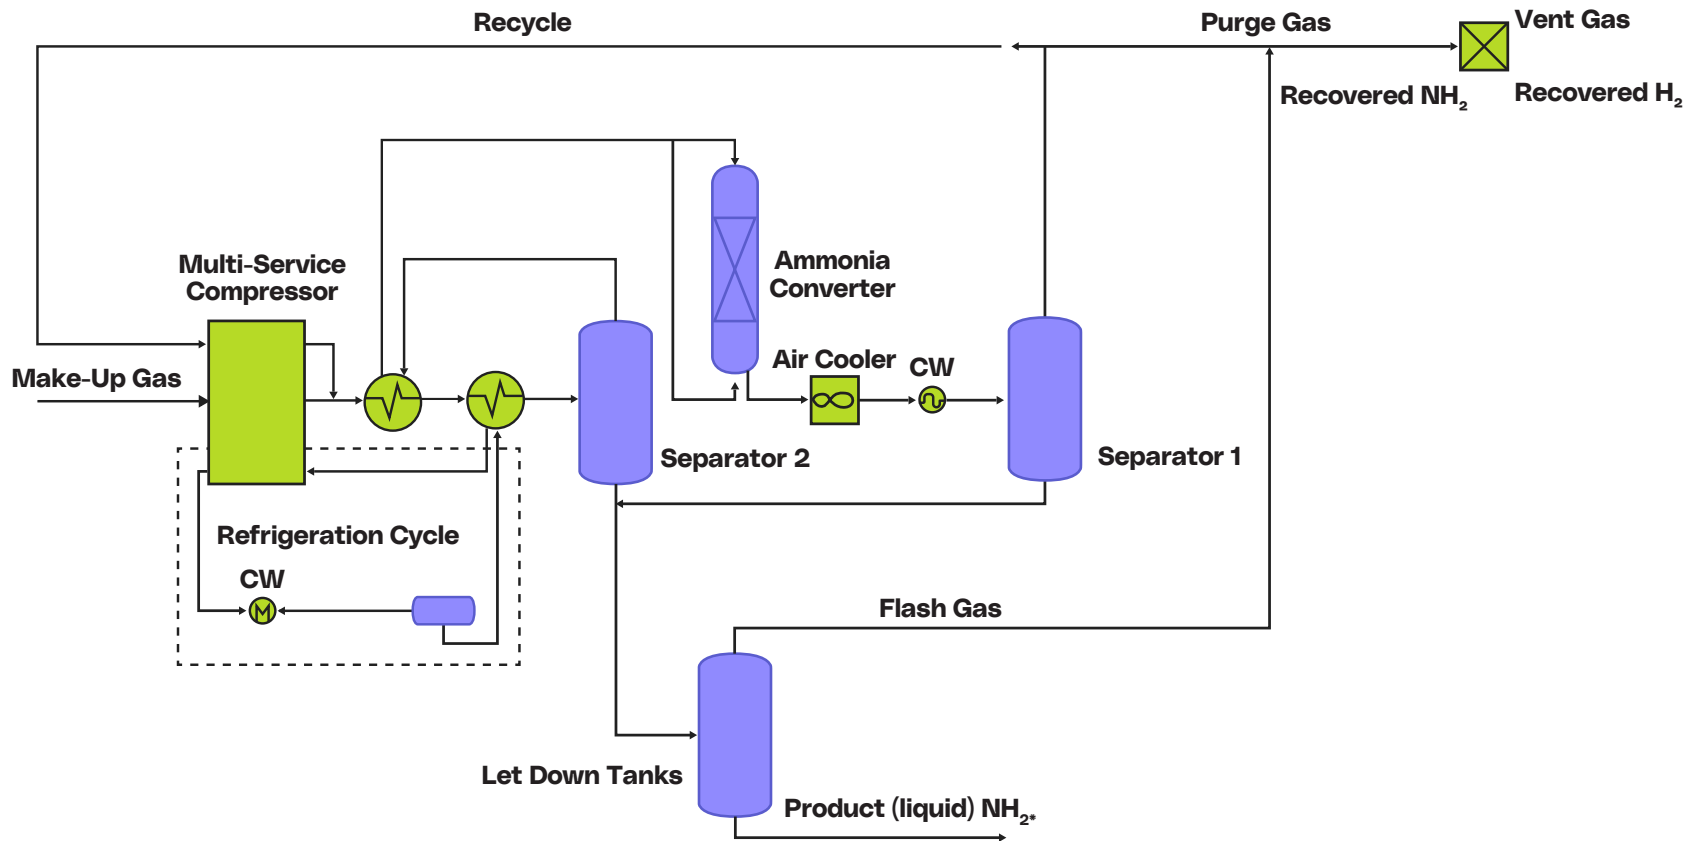 Recycle
Purge Gas
Vent Gas
Recovered NH₂
Recovered H₂
Multi-Service
Compressor
Ammonia
Converter
Make-Up Gas
Air Cooler
CW
Separator 2
Separator 1
Refrigeration Cycle
CW
Flash Gas
Let Down Tanks
Product (liquid) NH₂*